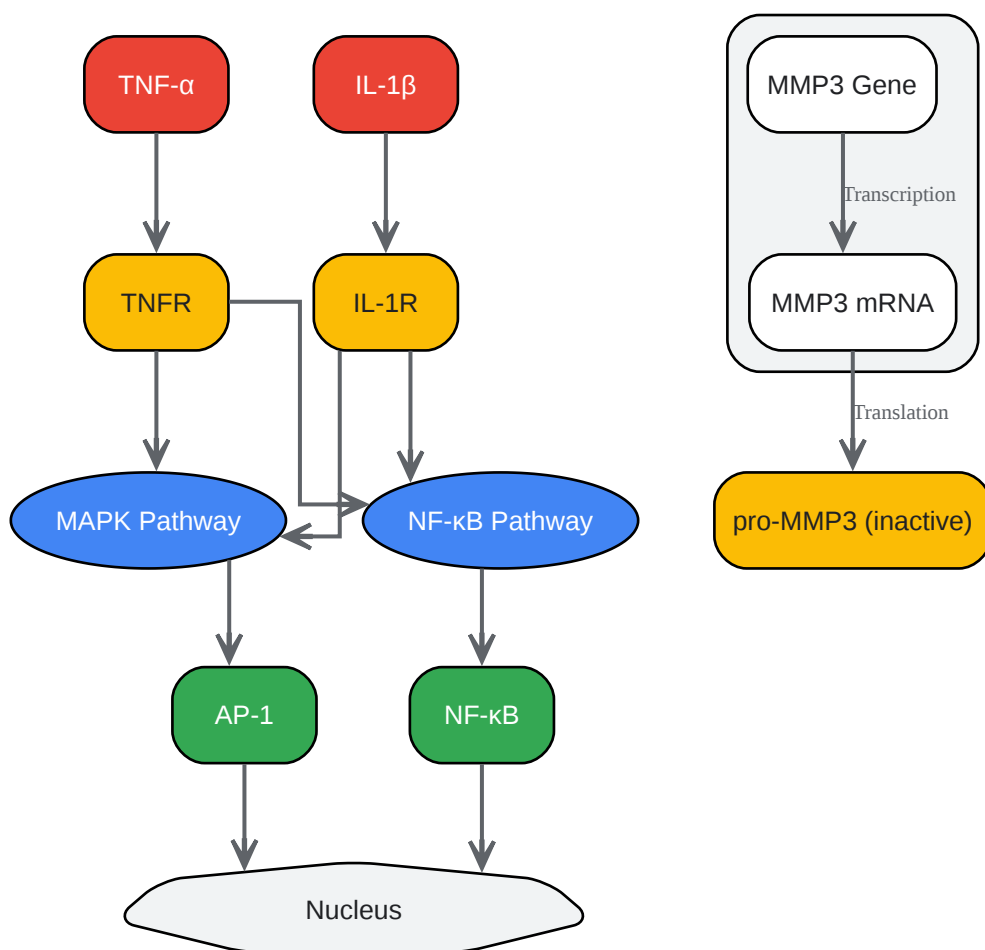 TNF-α
IL-1β
TNFR
IL-1R
MAPK Pathway
NF-κB Pathway
AP-1
NF-κB
Nucleus
MMP3 Gene
Transcription
MMP3 mRNA
Translation
pro-MMP3 (inactive)